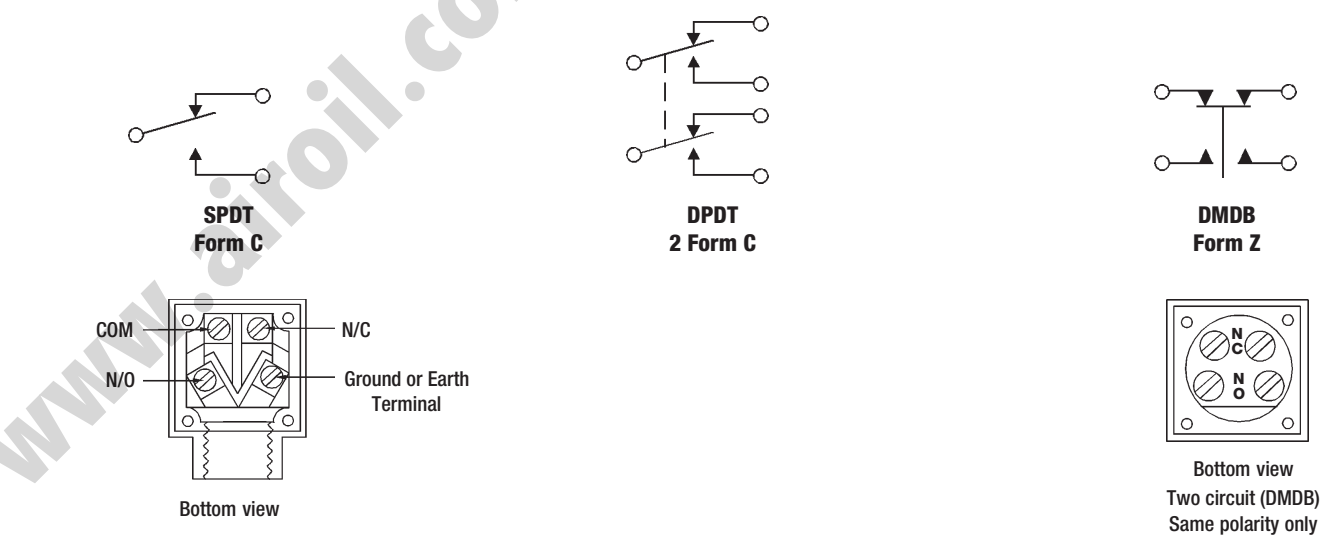 www.airoil.co
SPDT
Form C
DPDT
2 Form C
DMDB
Form Z
COM
N/C
N/O
Ground or Earth
Terminal
Bottom view
N
C
N
O
Bottom view
Two circuit (DMDB)
Same polarity only